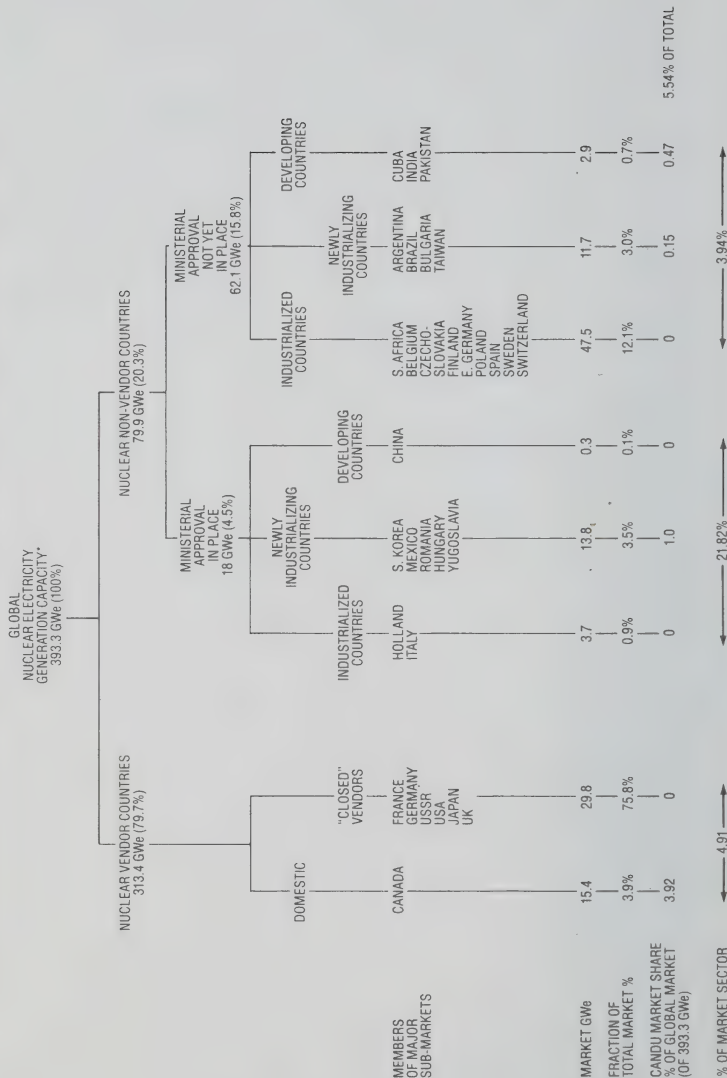 GLOBAL
NUCLEAR ELECTRICITY
GENERATION CAPACITY*
393.3 GWe (100%)
NUCLEAR VENDOR COUNTRIES
313.4 GWe (79.7%)
NUCLEAR NON-VENDOR COUNTRIES
79.9 GWe (20.3%)
MINISTERIAL
APPROVAL
IN PLACE
18 GWe (4.5%)
MINISTERIAL
APPROVAL
NOT YET
IN PLACE
62.1 GWe (15.8%)
DOMESTIC
"CLOSED"
VENDORS
INDUSTRIALIZED
COUNTRIES
NEWLY
INDUSTRIALIZING
COUNTRIES
DEVELOPING
COUNTRIES
INDUSTRIALIZED
COUNTRIES
NEWLY
INDUSTRIALIZING
COUNTRIES
DEVELOPING
COUNTRIES
MEMBERS
OF MAJOR
SUB-MARKETS
CANADA
FRANCE
GERMANY
USSR
USA
JAPAN
UK
HOLLAND
ITALY
S. KOREA
MEXICO
ROMANIA
HUNGARY
YUGOSLAVIA
CHINA
S. AFRICA
BELGIUM
CZECHO-
SLOVAKIA
FINLAND
E. GERMANY
POLAND
SPAIN
SWEDEN
SWITZERLAND
ARGENTINA
BRAZIL
BULGARIA
TAIWAN
CUBA
INDIA
PAKISTAN
MARKET GWe 15.4 29.8 3.7 13.8 0.3 47.5 11.7 2.9
FRACTION OF
TOTAL MARKET % 3.9% 75.8% 0.9% 3.5% 0.1% 12.1% 3.0% 0.7%
CANDU MARKET SHARE
% OF GLOBAL MARKET
(OF 393.3 GWe) 3.92 0 0 1.0 0 0 0.15 0.47 5.54% OF TOTAL
% OF MARKET SECTOR 4.91 21.82% 3.94%